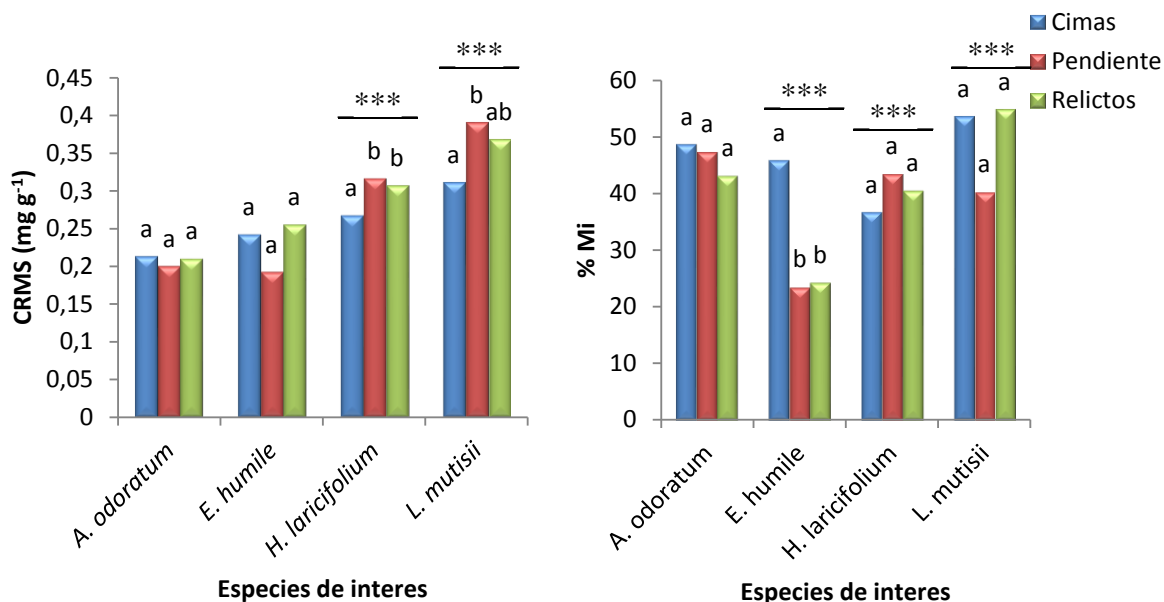 CRMS (mg g-1)
0,45
0,4
0,35
0,3
0,25
0,2
0,15
0,1
0,05
0
a a a
a a a
***
a b b
***
a b ab
A. odoratum
E. humile
H. laricifolium
L. mutisii
Especies de interes
% Mi
60
50
40
30
20
10
0
a a a
***
a b b
***
a a a
***
a a a
A. odoratum
E. humile
H. laricifolium
L. mutisii
Especies de interes
Cimas
Pendiente
Relictos